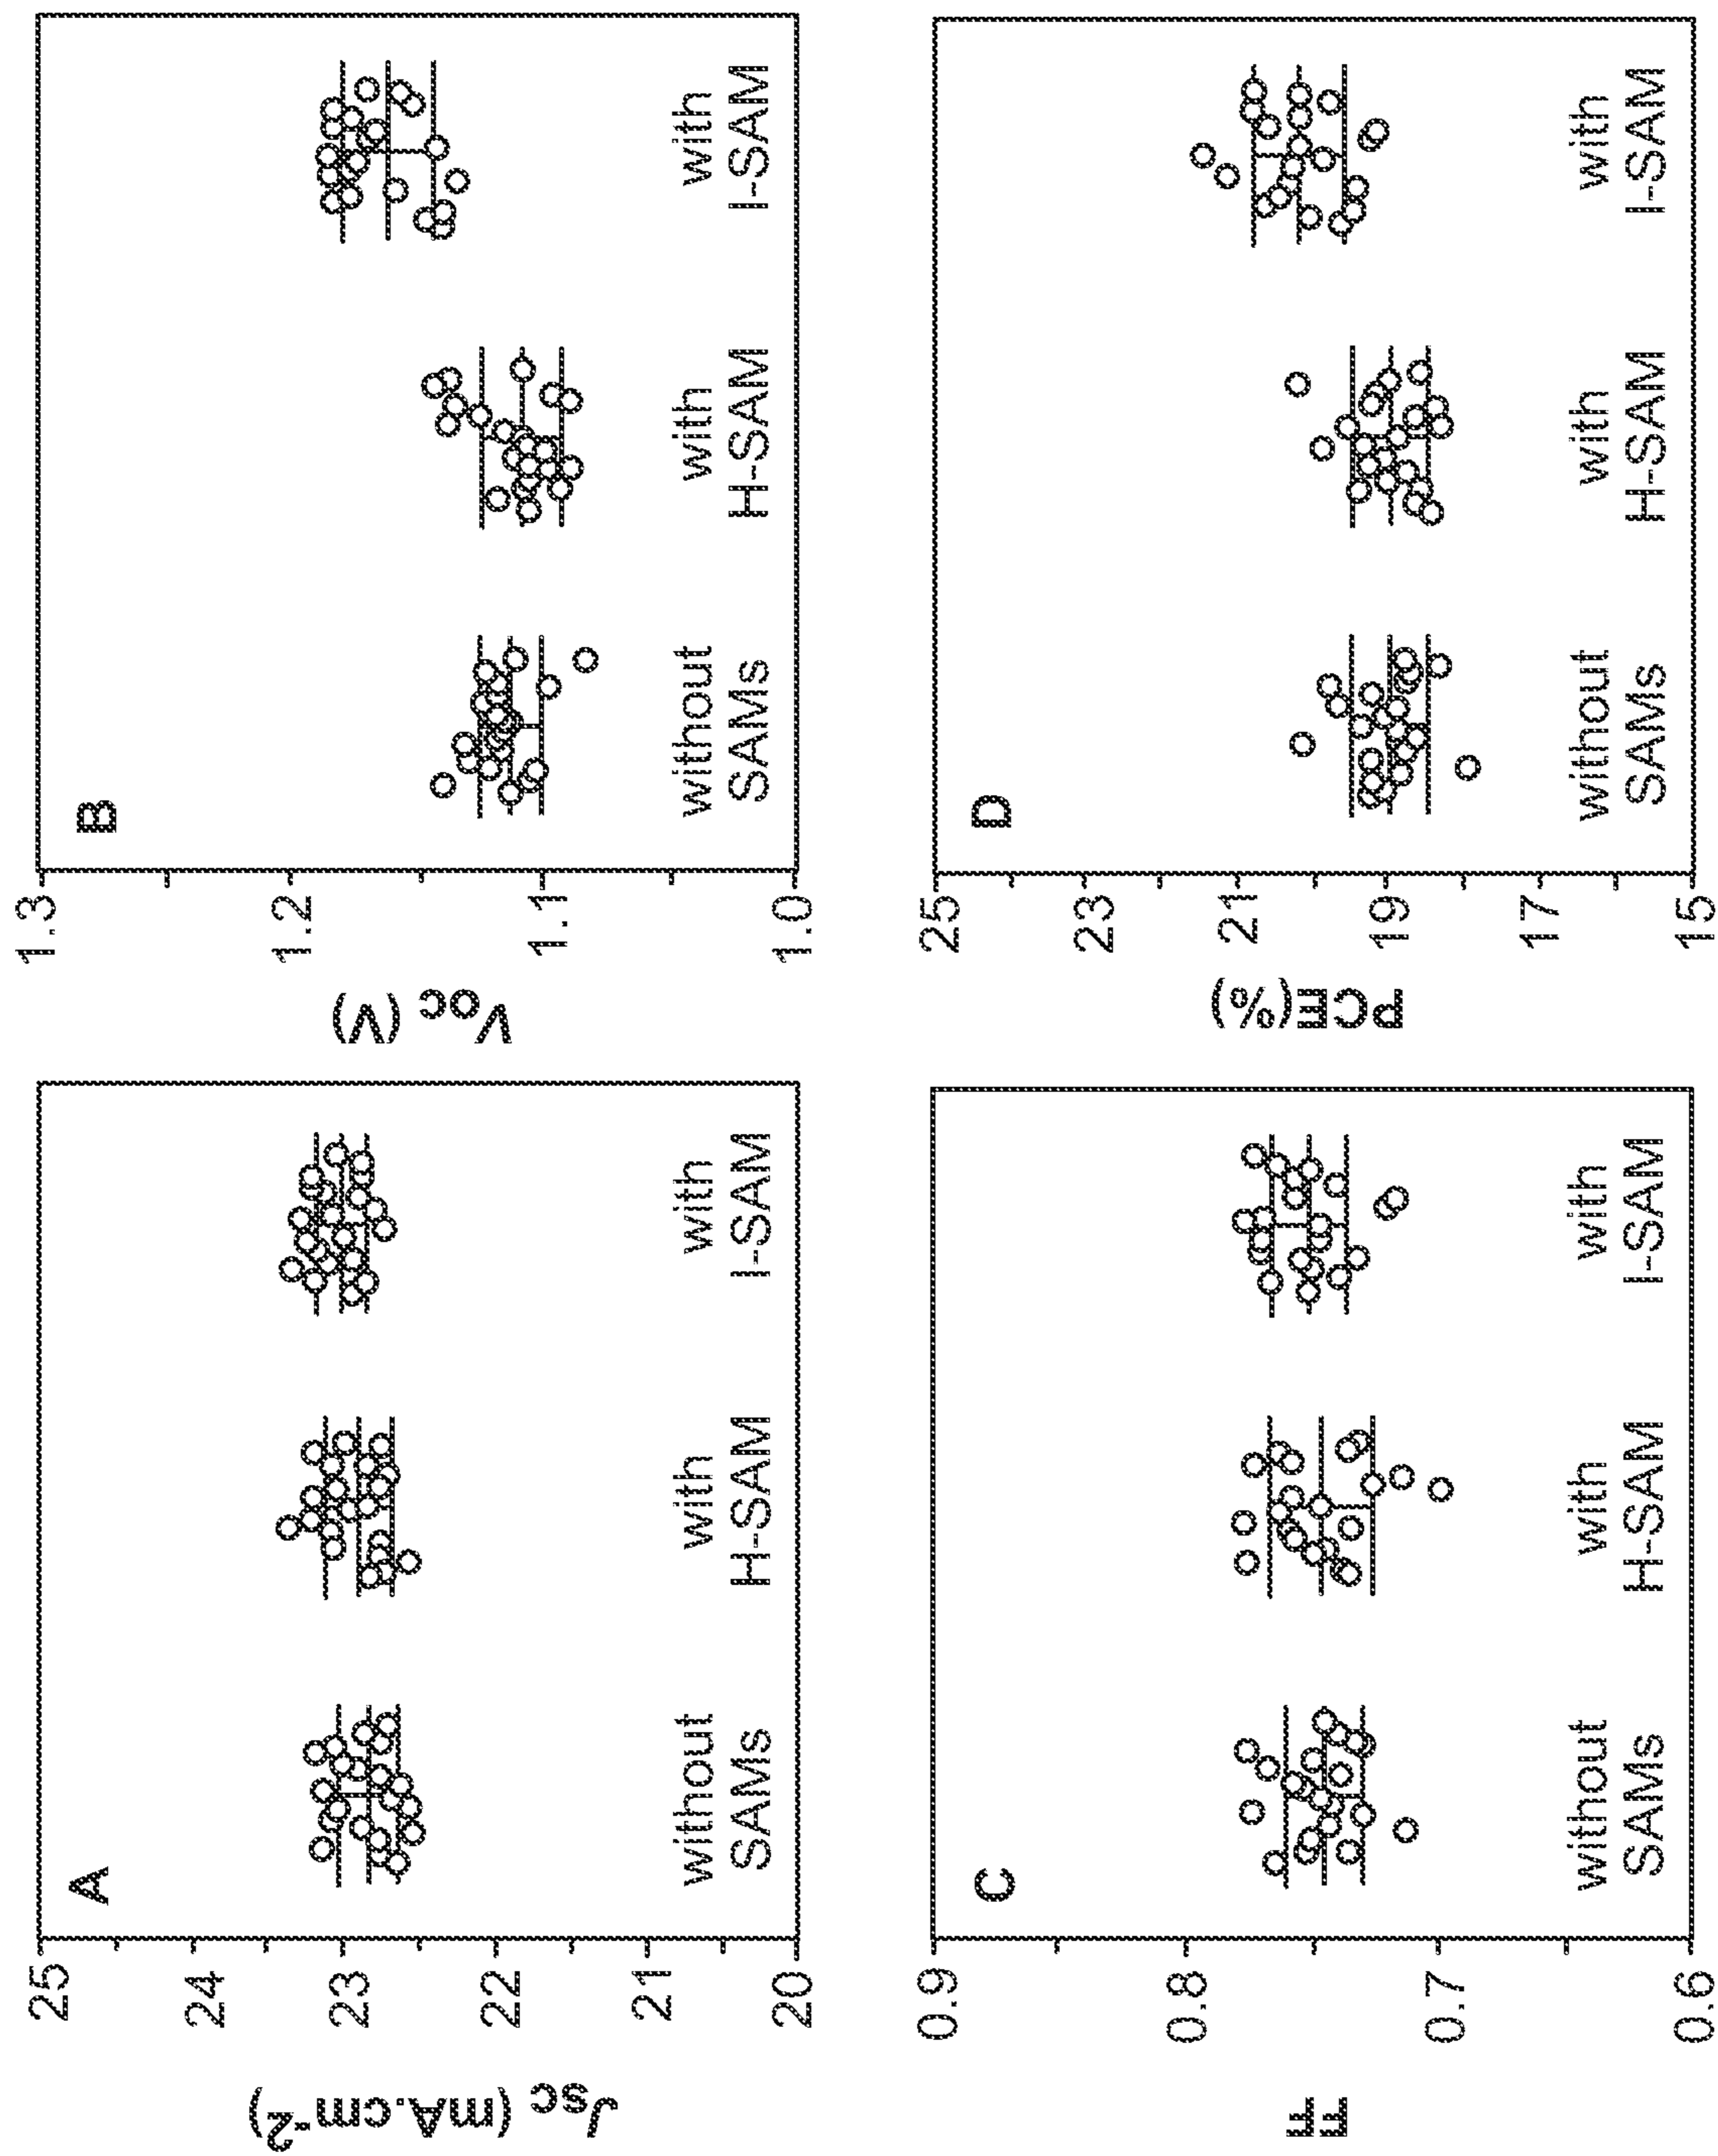 A
25
24
23
22
21
20
Jsc (mA.cm-2)
without
SAMs
with
H-SAM
with
I-SAM
B
1.3
1.2
1.1
1.0
Voc (V)
without
SAMs
with
H-SAM
with
I-SAM
C
0.9
0.8
0.7
0.6
FF
without
SAMs
with
H-SAM
with
I-SAM
D
25
23
21
19
17
15
PCE(%)
without
SAMs
with
H-SAM
with
I-SAM